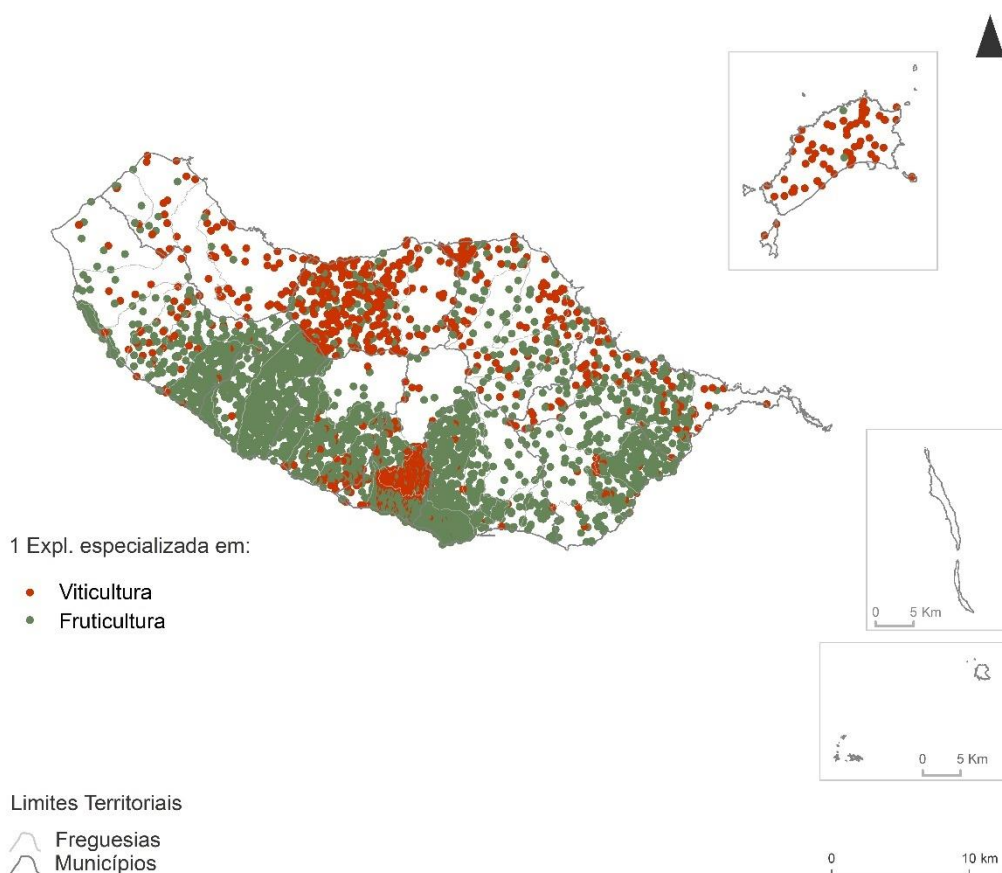 1 Expl. especializada em:
Viticultura
Fruticultura
0 5 Km
0 5 Km
Limites Territoriais
Freguesias
Municípios
0 10 km